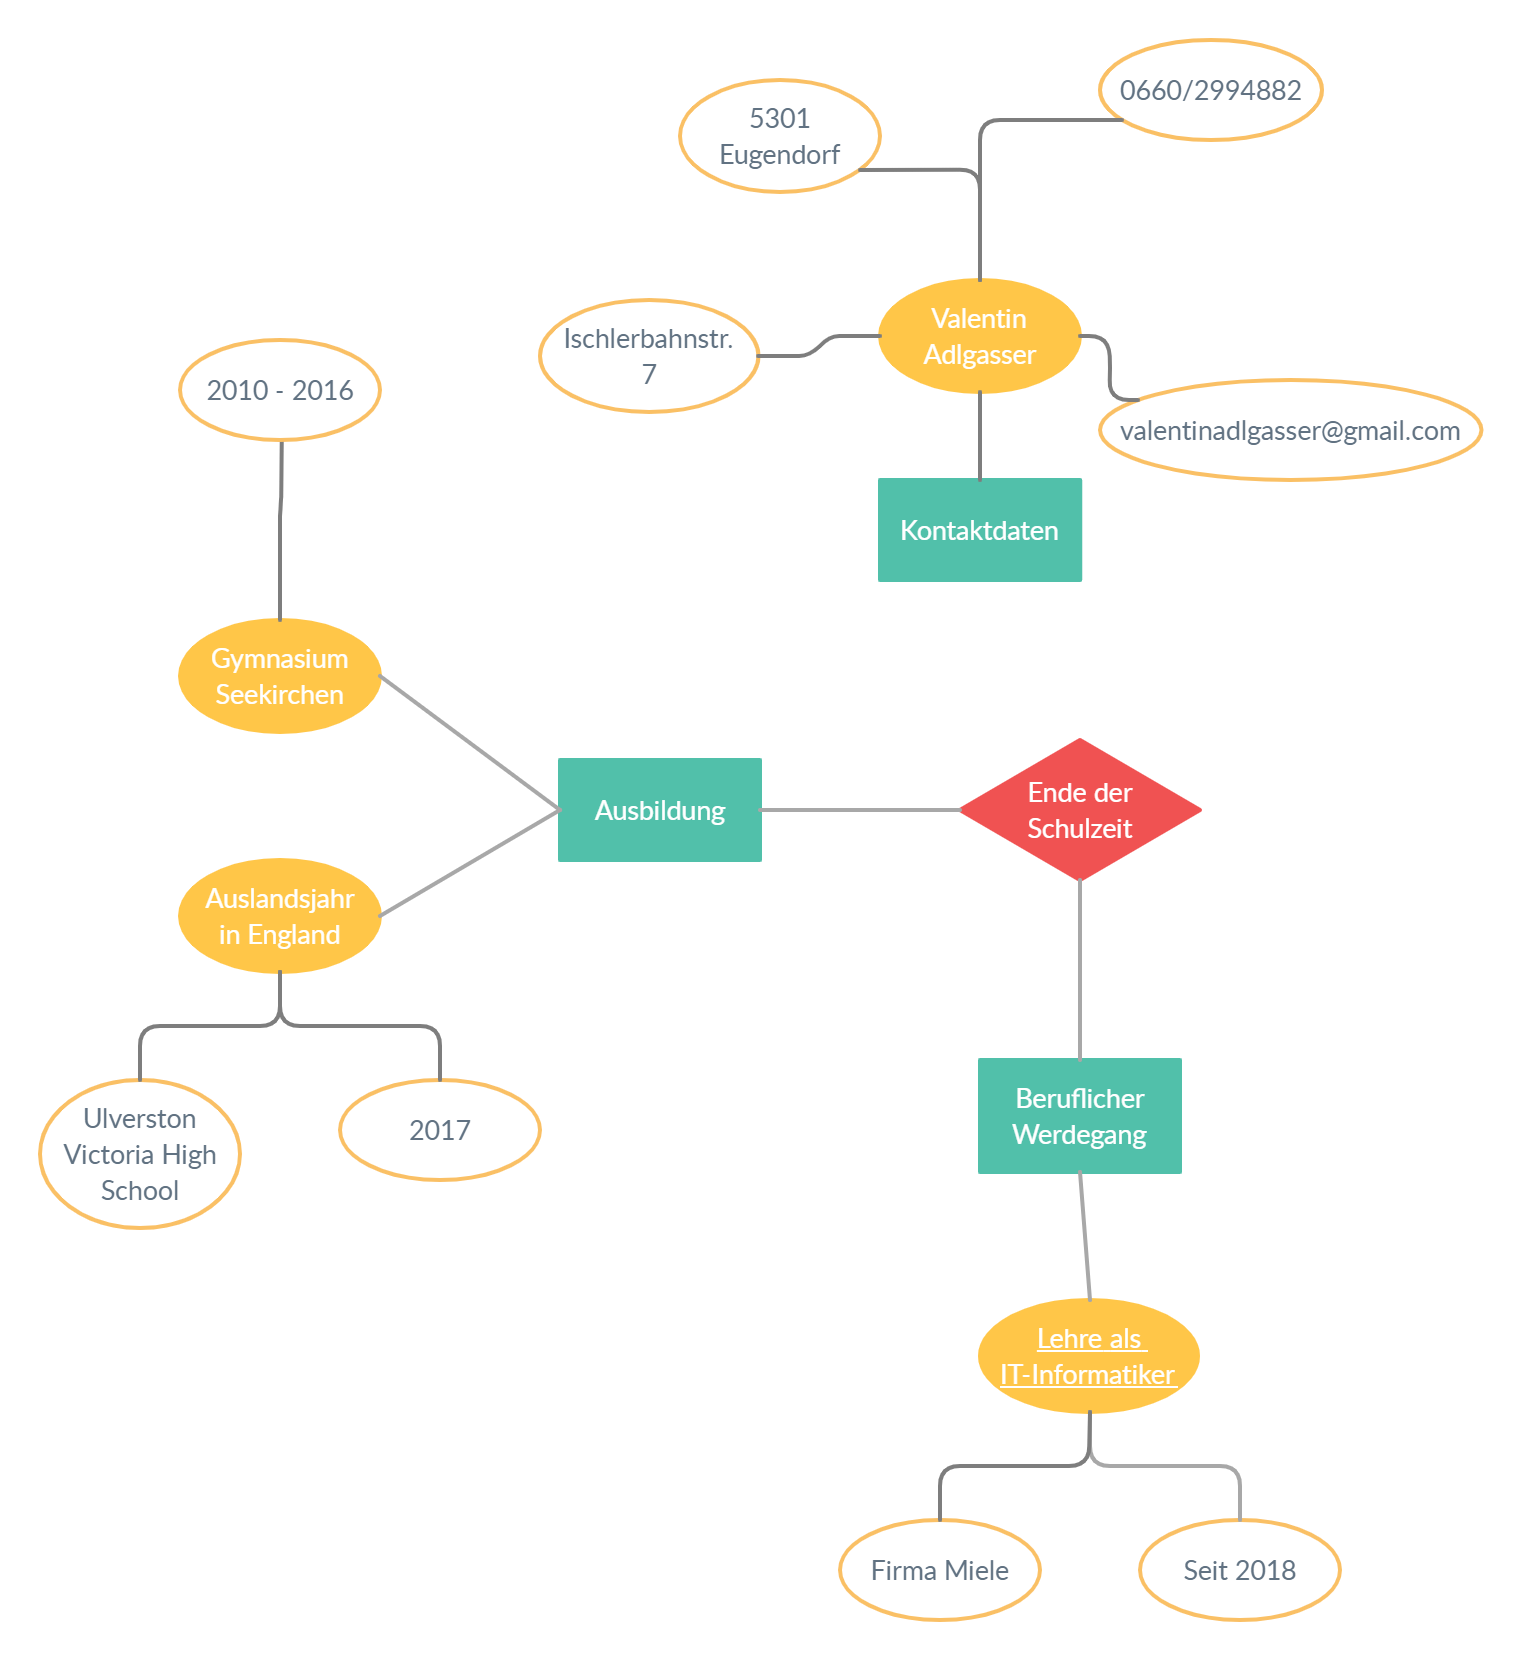 0660/2994882
5301
Eugendorf
Valentin
Adlgasser
Ischlerbahnstr.
7
valentinadlgasser@gmail.com
Kontaktdaten
2010 - 2016
Gymnasium
Seekirchen
Ausbildung
Ende der
Schulzeit
Auslandsjahr
in England
Ulverston
Victoria High
School
2017
Beruflicher
Werdegang
Lehre als
IT-Informatiker
Firma Miele
Seit 2018